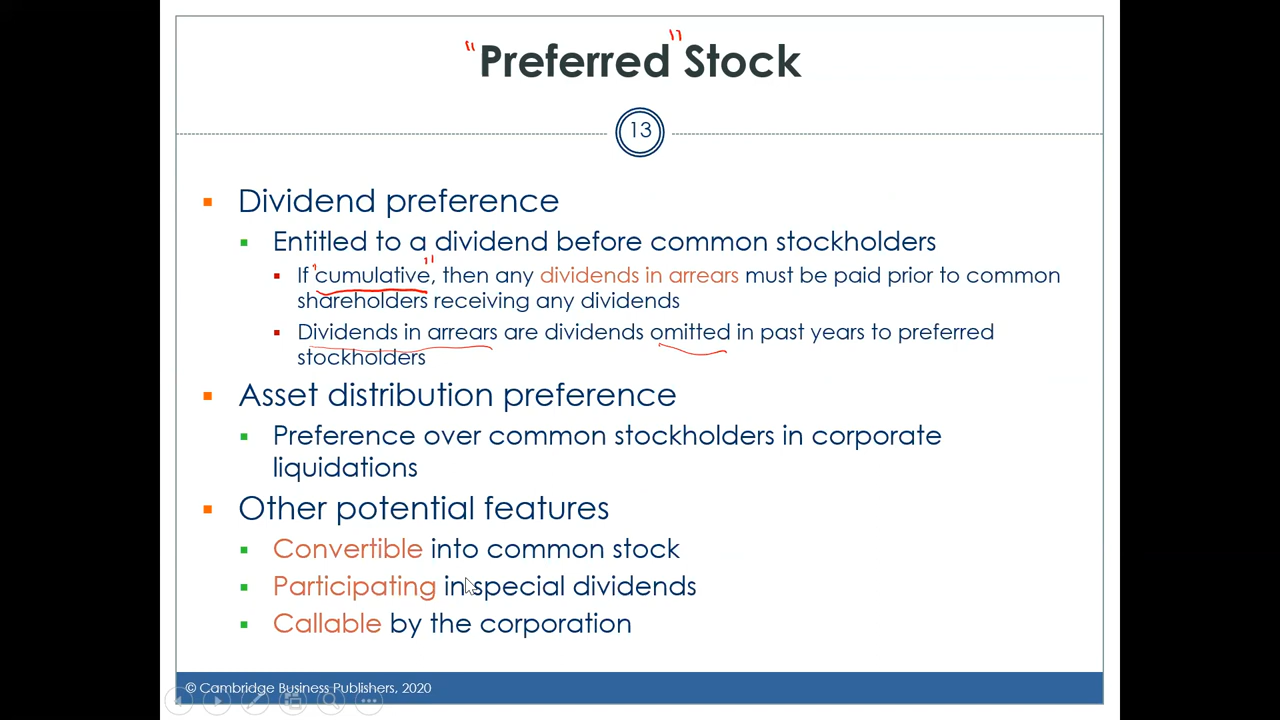 "Preferred" Stock
13
Dividend preference
Entitled to a dividend before common stockholders
If "cumulative", then any dividends in arrears must be paid prior to common
shareholders receiving any dividends
Dividends in arrears are dividends omitted in past years to preferred
stockholders
Asset distribution preference
Preference over common stockholders in corporate
liquidations
Other potential features
Convertible into common stock
Participating in special dividends
Callable by the corporation
© Cambridge Business Publishers, 2020